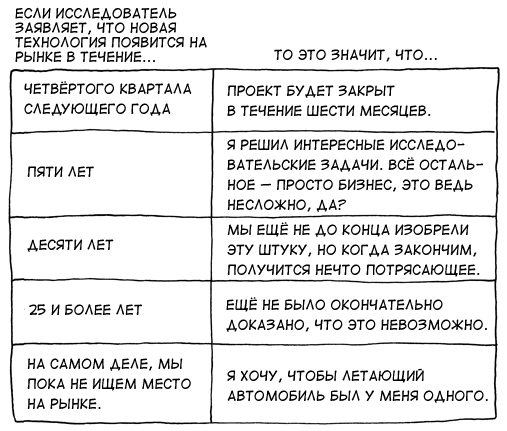 ЕСЛИ ИССЛЕДОВАТЕЛЬ
ЗАЯВЛЯЕТ, ЧТО НОВАЯ
ТЕХНОЛОГИЯ ПОЯВИТСЯ НА
РЫНКЕ В ТЕЧЕНИЕ...
ТО ЭТО ЗНАЧИТ, ЧТО...
ЧЕТВЁРТОГО КВАРТАЛА
СЛЕДУЮЩЕГО ГОДА
ПРОЕКТ БУДЕТ ЗАКРЫТ
В ТЕЧЕНИЕ ШЕСТИ МЕСЯЦЕВ.
ПЯТИ ЛЕТ
Я РЕШИЛ ИНТЕРЕСНЫЕ ИССЛЕДО-
ВАТЕЛЬСКИЕ ЗАДАЧИ. ВСЁ ОСТАЛЬ-
НОЕ — ПРОСТО БИЗНЕС, ЭТО ВЕДЬ
НЕСЛОЖНО, ДА?
ДЕСЯТИ ЛЕТ
МЫ ЕЩЁ НЕ ДО КОНЦА ИЗОБРЕЛИ
ЭТУ ШТУКУ, НО КОГДА ЗАКОНЧИМ,
ПОЛУЧИТСЯ НЕЧТО ПОТРЯСАЮЩЕЕ.
25 И БОЛЕЕ ЛЕТ
ЕЩЁ НЕ БЫЛО ОКОНЧАТЕЛЬНО
ДОКАЗАНО, ЧТО ЭТО НЕВОЗМОЖНО.
НА САМОМ ДЕЛЕ, МЫ
ПОКА НЕ ИЩЕМ МЕСТО
НА РЫНКЕ.
Я ХОЧУ, ЧТОБЫ ЛЕТАЮЩИЙ
АВТОМОБИЛЬ БЫЛ У МЕНЯ ОДНОГО.